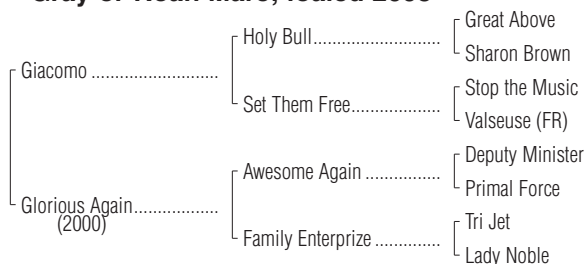 Gray or Roan Mare; foaled
Great Above
Holy Bull
Sharon Brown
Giacomo
Stop the Music
Set Them Free
Valseuse (FR)
Deputy Minister
Awesome Again
Primal Force
Glorious Again
(2000)
Tri Jet
Family Enterprize
Lady Noble